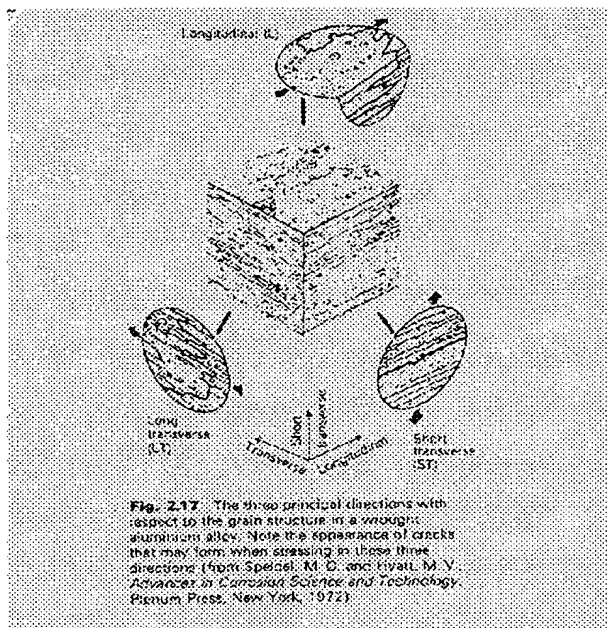 Longitudinal (L)
Long
transverse
(LT)
Short
transverse
Transverse
Longitudinal
Short
transverse
(ST)
Fig. 2.17 The three principal directions with
respect to the grain structure in a wrought
aluminium alloy. Note the appearance of cracks
that may form when stressing in these three
directions (from Speidel, M. O. and Hyatt, M. V.
Advances in Corrosion Science and Technology
Plenum Press, New York, 1972)